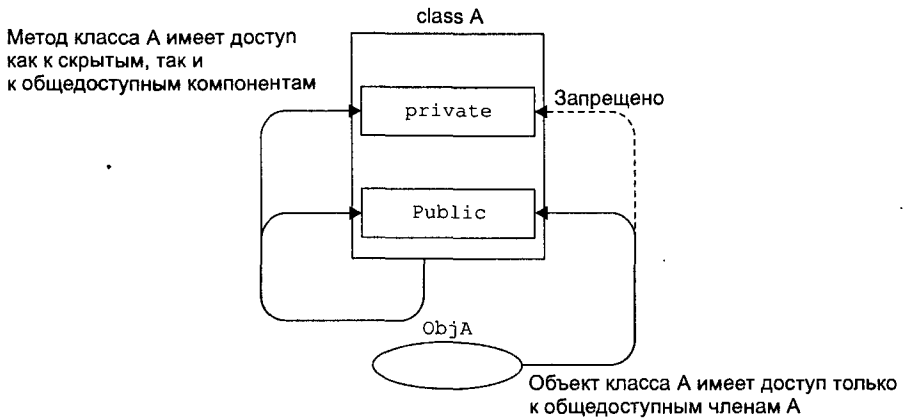 class A
Метод класса А имеет доступ
как к скрытым, так и
к общедоступным компонентам
private
Запрещено
Public
ObjA
Объект класса А имеет доступ только
к общедоступным членам А